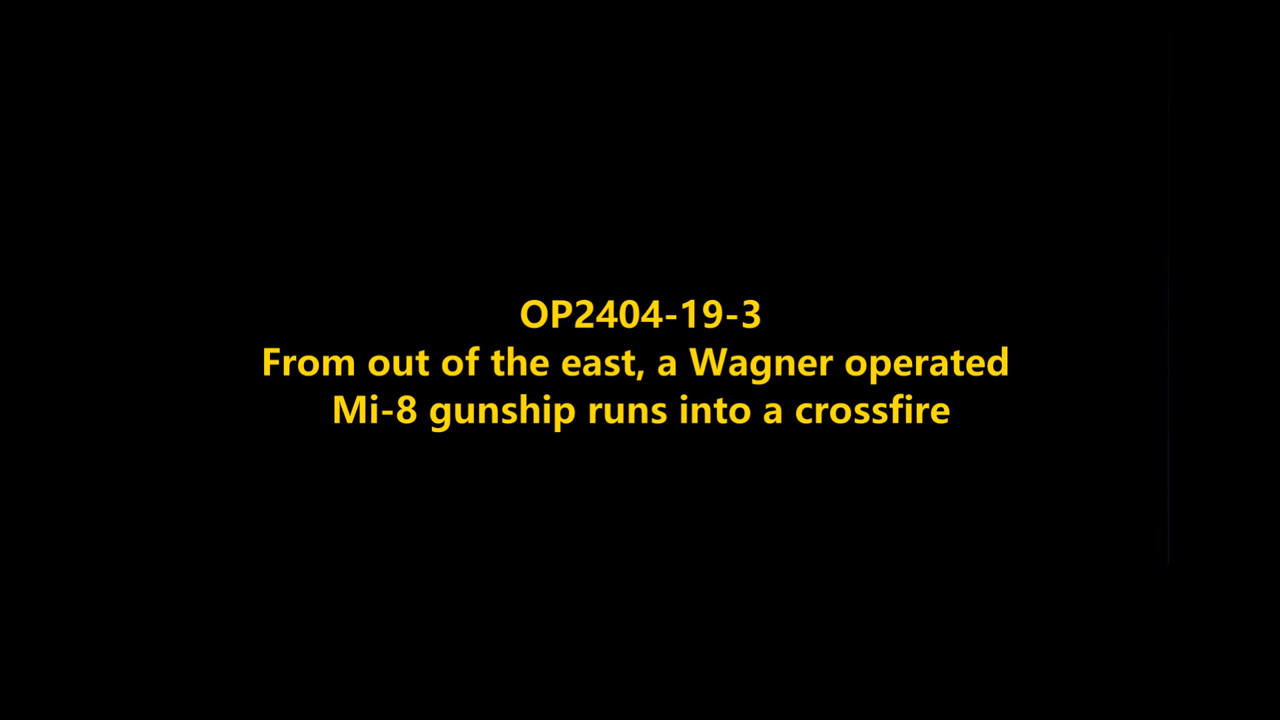 OP2404-19-3
From out of the east, a Wagner operated
Mi-8 gunship runs into a crossfire